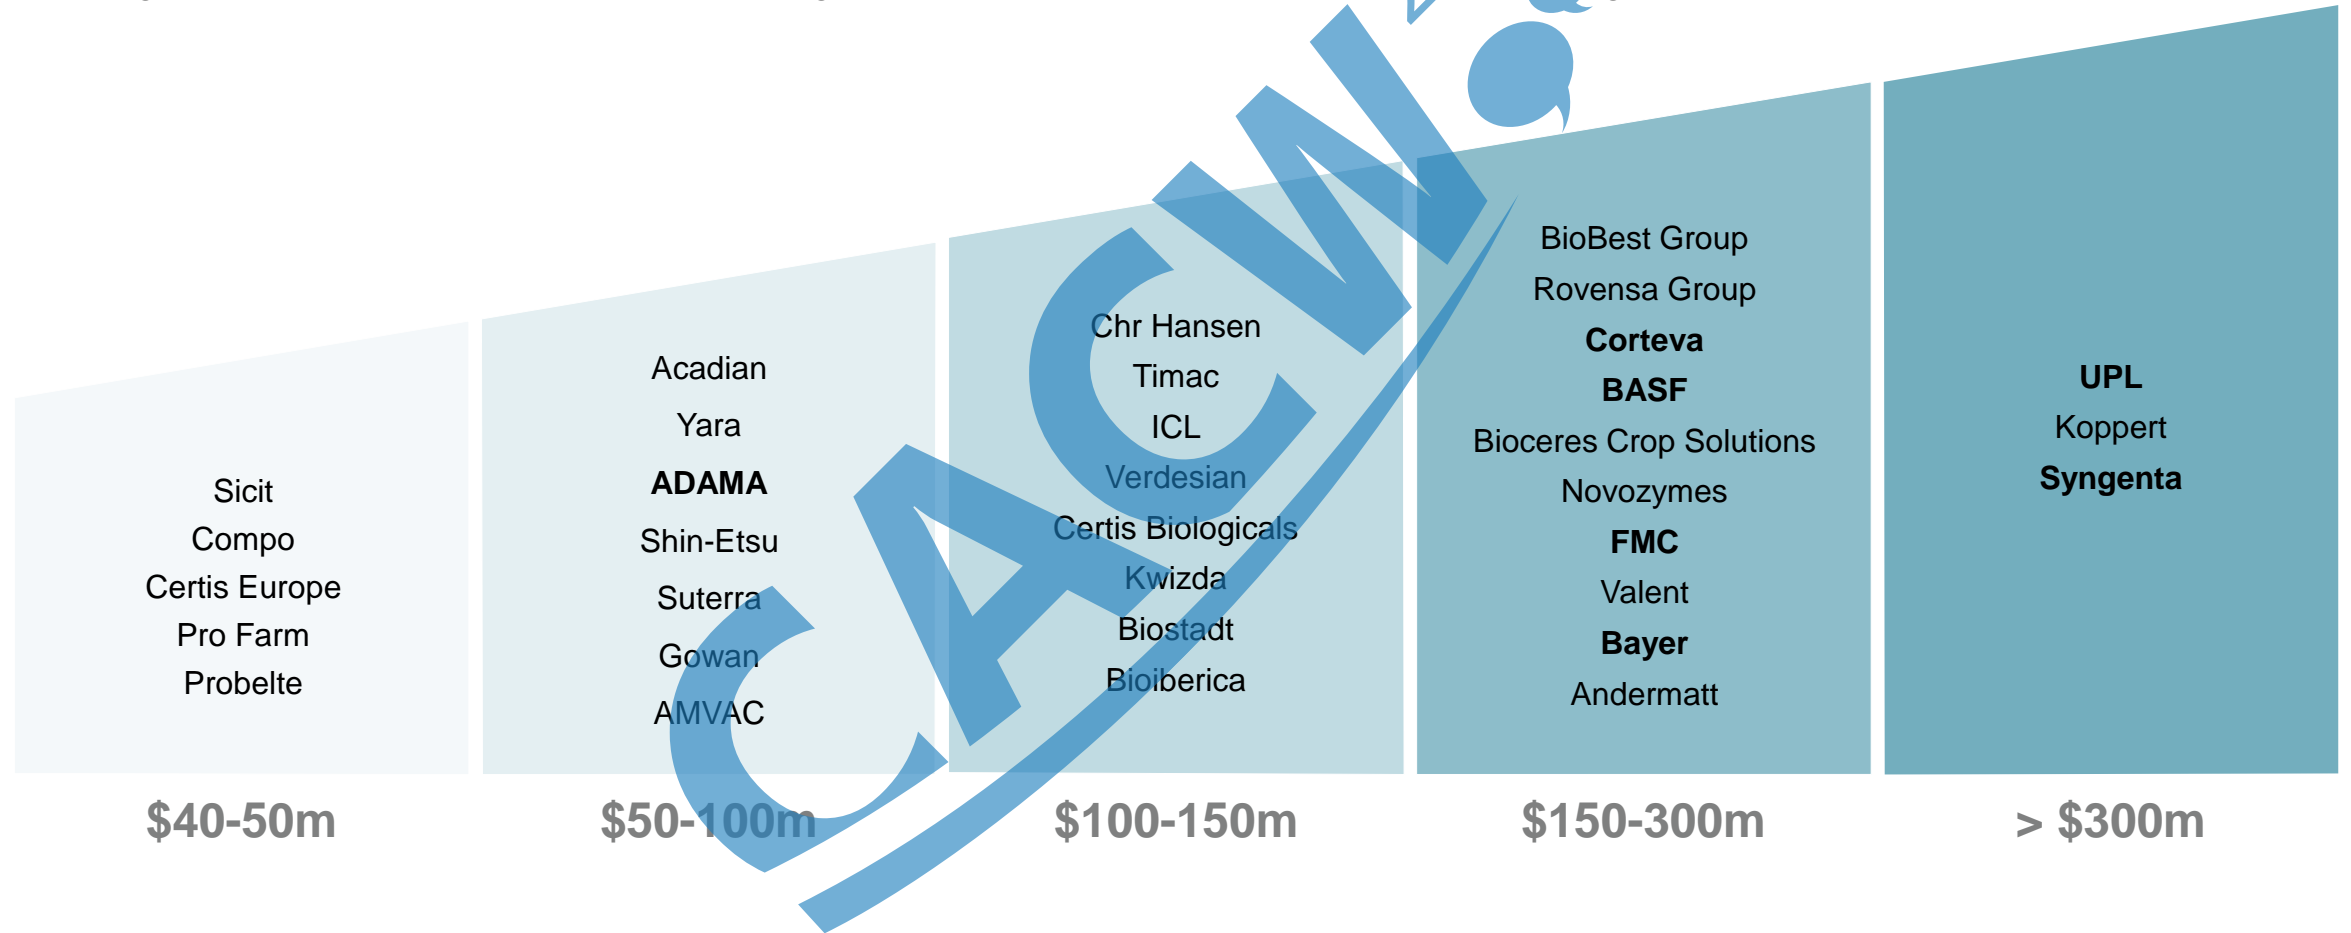 Sicit
Compo
Certis Europe
Pro Farm
Probelte
$40-50m
Acadian
Yara
ADAMA
Shin-Etsu
Suterra
Gowan
AMVAC
$50-100m
Chr Hansen
Timac
ICL
Verdesian
Certis Biologicals
Kwizda
Biostadt
Bioiberica
$100-150m
BioBest Group
Rovensa Group
Corteva
BASF
Bioceres Crop Solutions
Novozymes
FMC
Valent
Bayer
Andermatt
$150-300m
UPL
Koppert
Syngenta
> $300m
CACW